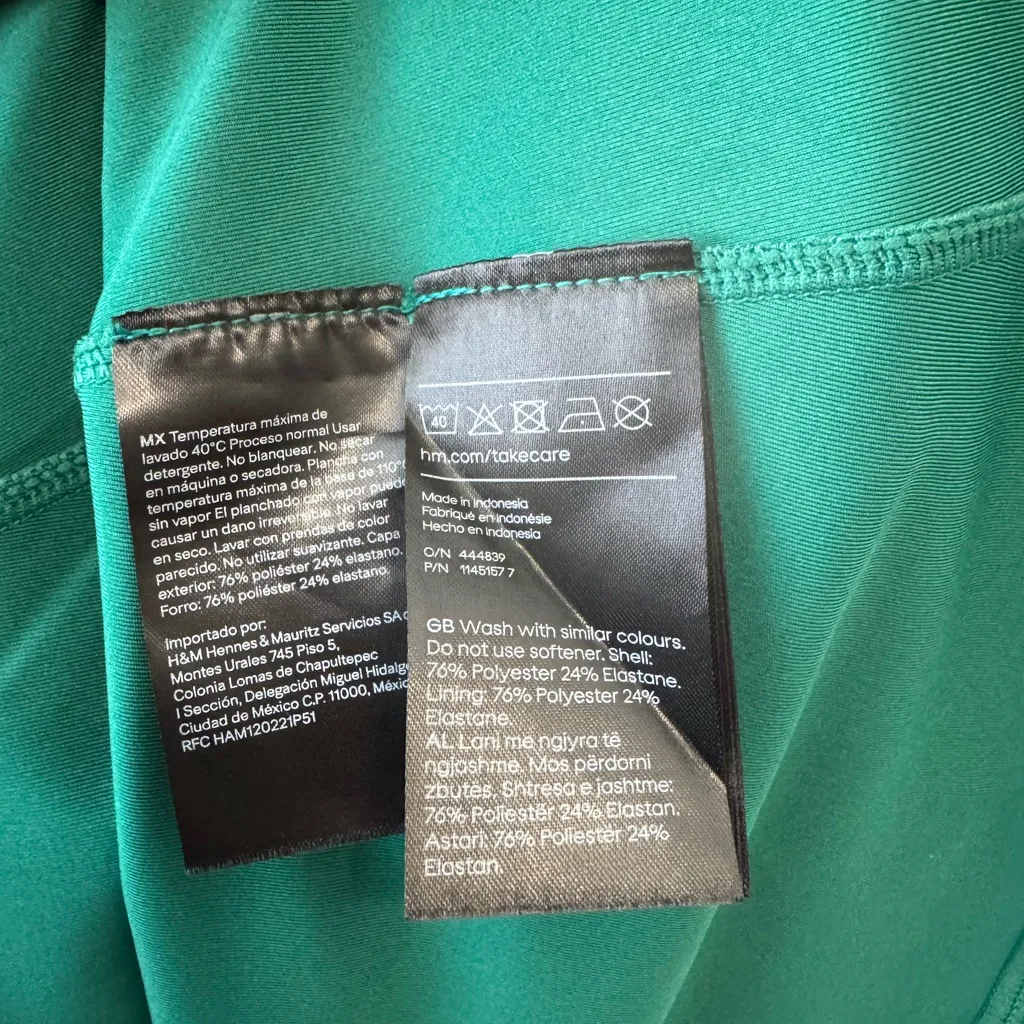 MX Temperatura máxima de
lavado 40°C Proceso normal Usar
detergente. No blanquear. No secar
en máquina o secadora. Plancha con
temperatura máxima de la base de 110°
sin vapor El planchado con vapor puede
causar un dano irreversible. No lavar
en seco. Lavar con prendas de color
parecido. No utilizar suavizante. Capa
exterior: 76% poliéster 24% elastano.
Forro: 76% poliéster 24% elastano.
Importado por:
H&M Hennes & Mauritz Servicios SA
Montes Urales 745 Piso 5,
Colonia Lomas de Chapultepec
I Sección, Delegación Miguel Hidalgo
Ciudad de México C.P. 11000, México
RFC HAM120221P51
40
hm.com/takecare
Made in Indonesia
Fabriqué en Indonésie
Hecho en Indonesia
O/N 444839
P/N 1145157 7
GB Wash with similar colours.
Do not use softener. Shell:
76% Polyester 24% Elastane.
Lining: 76% Polyester 24%
Elastane.
AL Lani me ngjyra të
ngjashme. Mos përdorni
zbutës. Shtresa e jashtme:
76% Poliestër 24% Elastan.
Astari: 76% Poliestër 24%
Elastan.